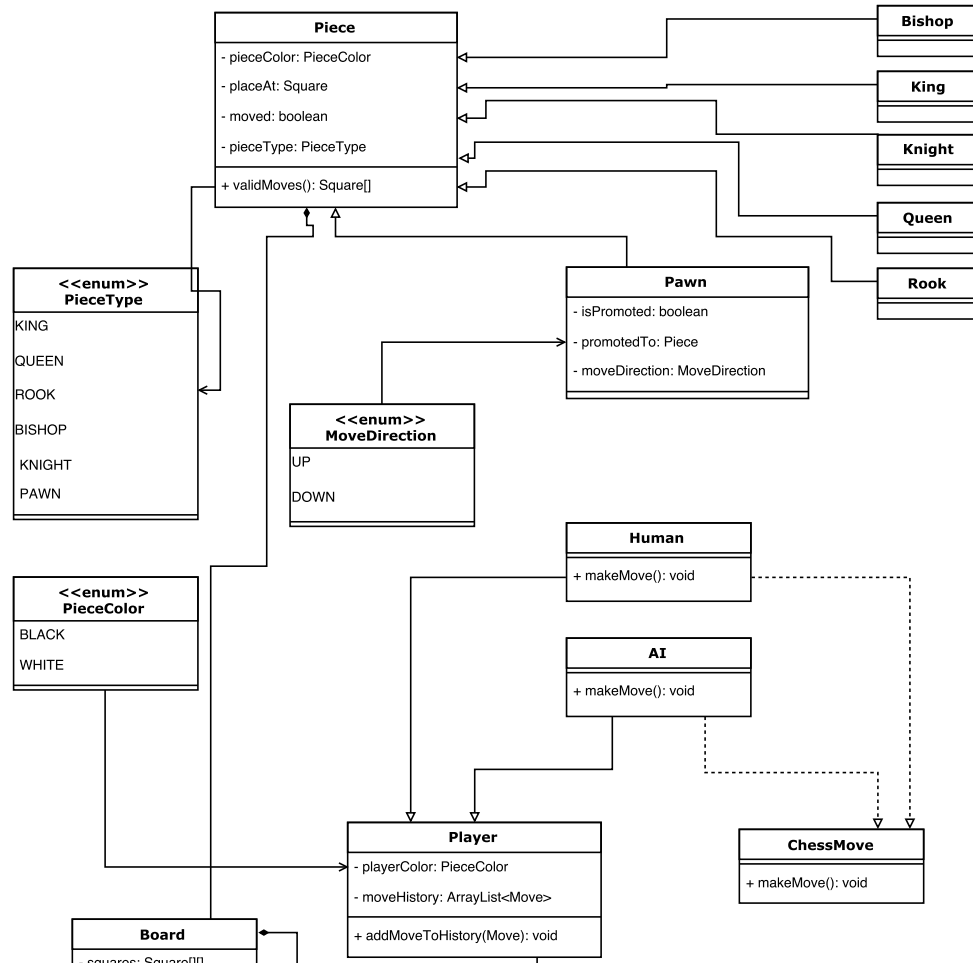 Piece
- pieceColor: PieceColor
- placeAt: Square
- moved: boolean
- pieceType: PieceType
+ validMoves(): Square[]
Bishop
King
Knight
Queen
Rook
<<enum>>
PieceType
KING
QUEEN
ROOK
BISHOP
KNIGHT
PAWN
Pawn
- isPromoted: boolean
- promotedTo: Piece
- moveDirection: MoveDirection
<<enum>>
MoveDirection
UP
DOWN
<<enum>>
PieceColor
BLACK
WHITE
Human
+ makeMove(): void
AI
+ makeMove(): void
Player
- playerColor: PieceColor
- moveHistory: ArrayList<Move>
+ addMoveToHistory(Move): void
ChessMove
+ makeMove(): void
Board
- squares: Square[][]